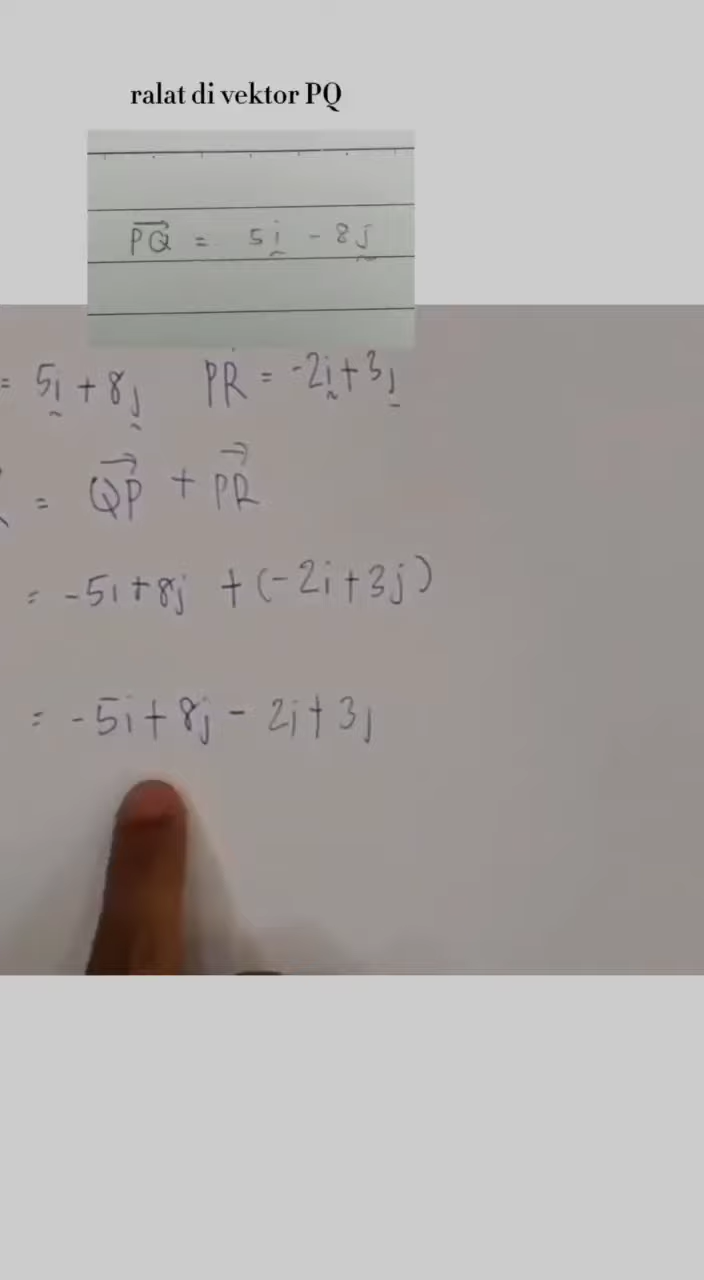 ralat di vektor PQ
PQ = 5i - 8j
= 5i + 8j PR = -2i + 3j
= QP + PR
= -5i + 8j + (-2i + 3j)
= -5i + 8j - 2i + 3j